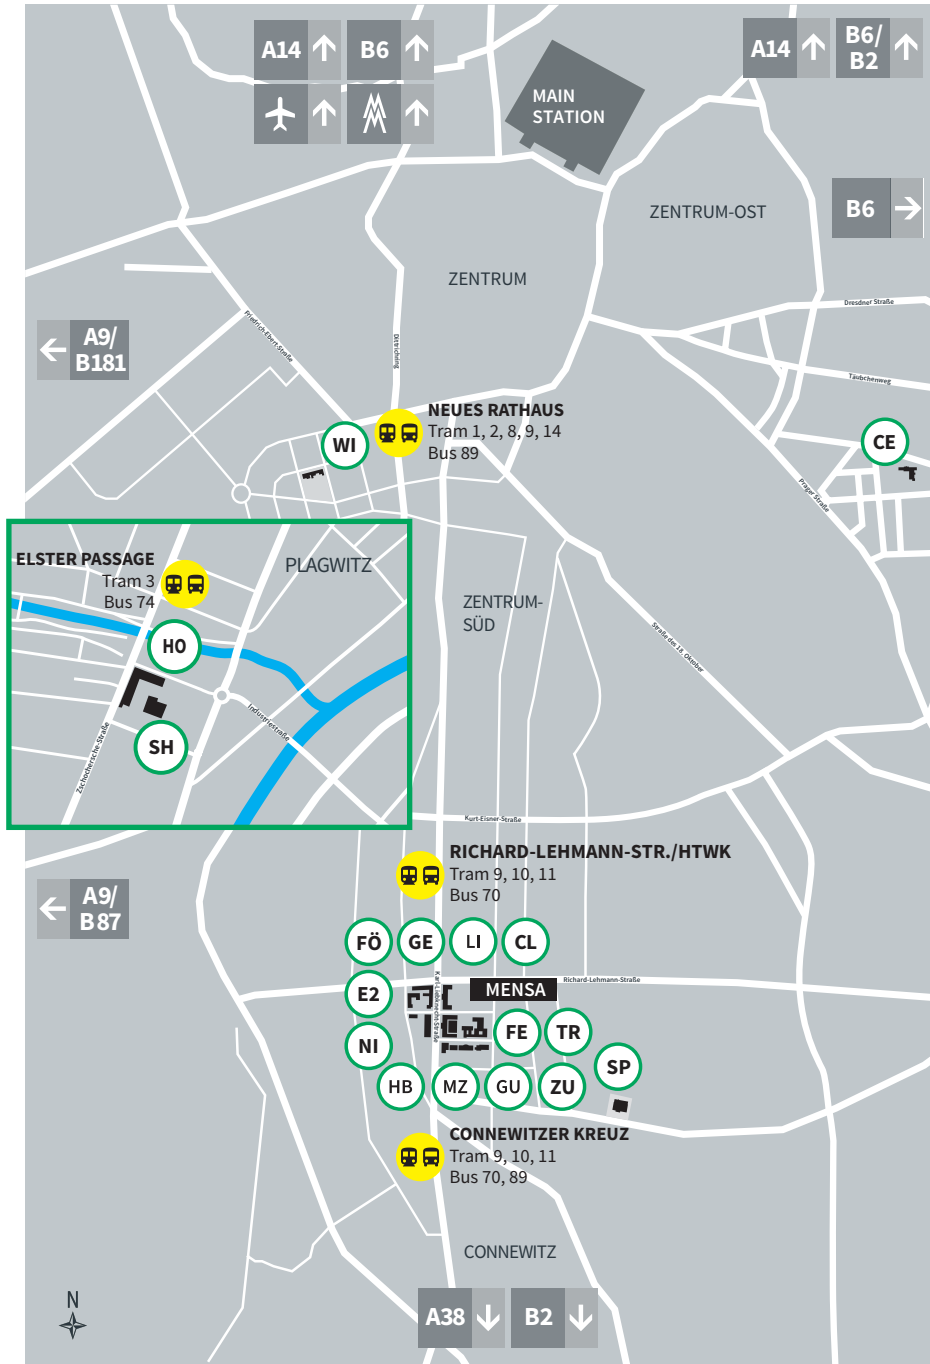 A14
B6
A14
B6/
B2
MAIN
STATION
B6
ZENTRUM-OST
ZENTRUM
Dresdner Straße
Friedrich-Ebert-Straße
Dittrichring
A9/
B181
Täubchenweg
NEUES RATHAUS
Tram 1, 2, 8, 9, 14
Bus 89
WI
CE
Prager Straße
ELSTER PASSAGE
Tram 3
Bus 74
PLAGWITZ
ZENTRUM-
SÜD
HO
Straße des 18. Oktober
SH
Industriestraße
Zschochersche-Straße
Kurt-Eisner-Straße
RICHARD-LEHMANN-STR./HTWK
Tram 9, 10, 11
Bus 70
A9/
B87
FÖ
GE
LI
CL
Richard-Lehmann-Straße
E2
MENSA
Karl-Liebknecht-Straße
NI
FE
TR
SP
HB
MZ
GU
ZU
CONNEWITZER KREUZ
Tram 9, 10, 11
Bus 70, 89
CONNEWITZ
N
A38
B2